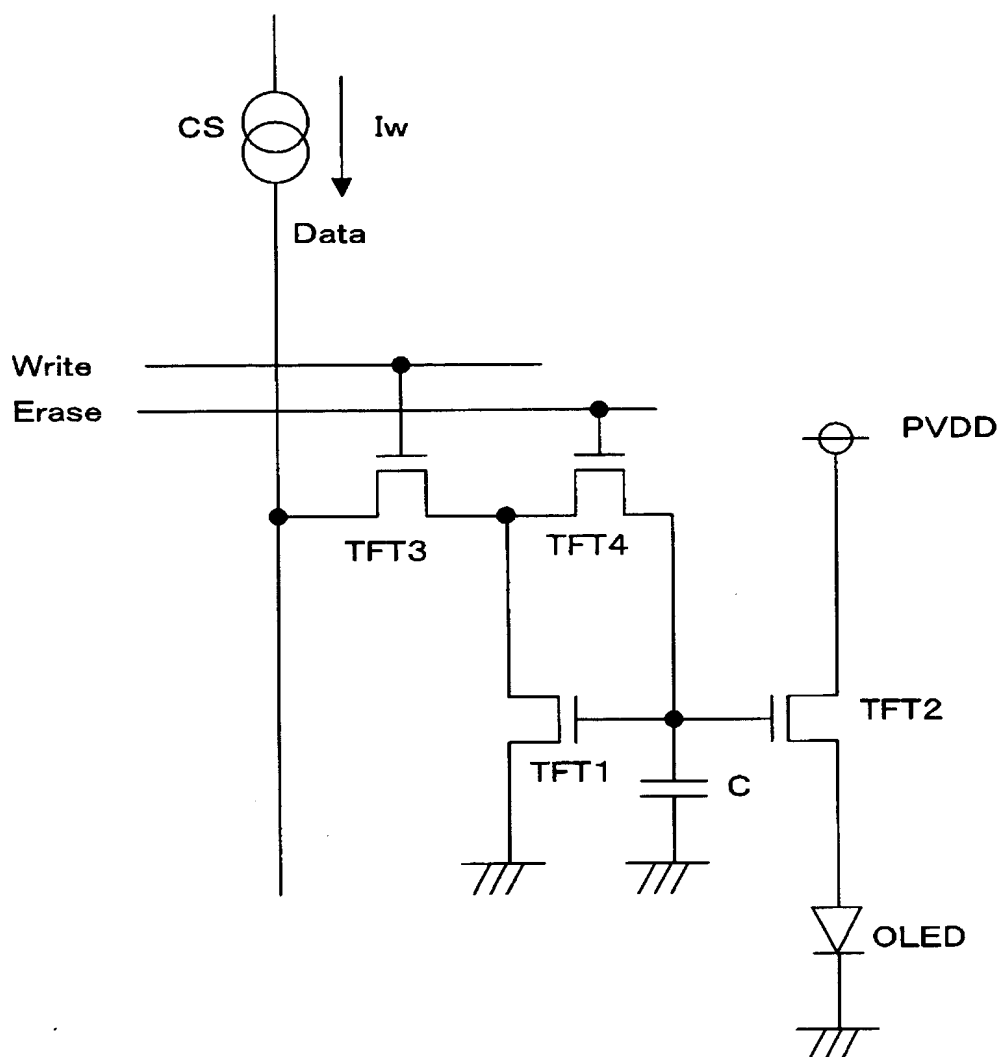 CS
Iw
Data
Write
Erase
PVDD
TFT3
TFT4
TFT2
TFT1
C
OLED